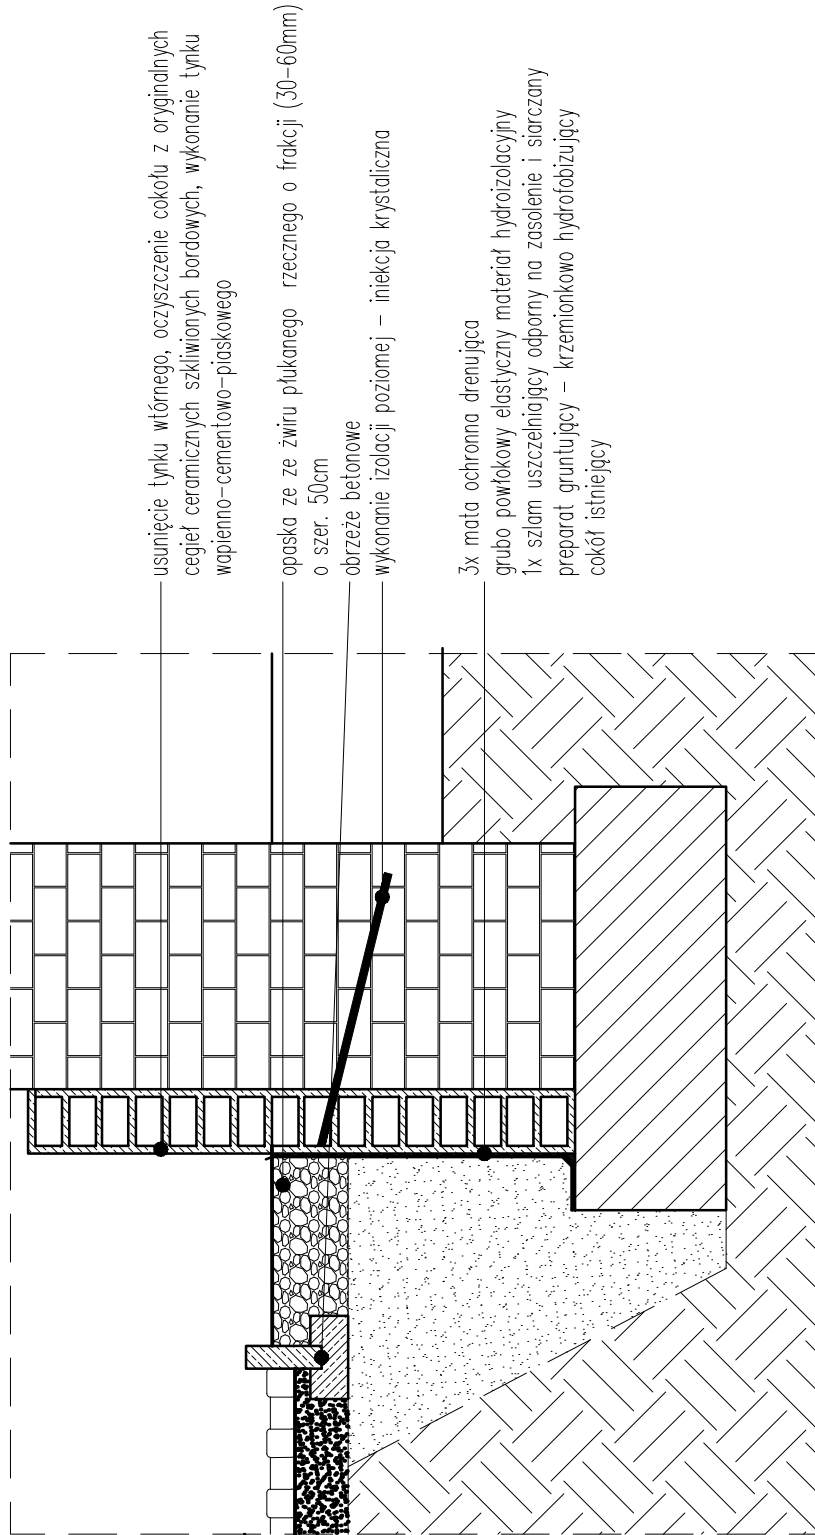 usunięcie tynku wtórnego, oczyszczenie cokołu z oryginalnych
cegieł ceramicznych szkliwionych bordowych, wykonanie tynku
wapienno-cementowo-piaskowego
opaska ze ze żwiru płukanego rzecznego o frakcji (30-60mm)
o szer. 50cm
obrzeże betonowe
wykonanie izolacji poziomej - iniekcja krystaliczna
3x mata ochronna drenująca
grubo powłokowy elastyczny materiał hydroizolacyjny
1x szlam uszczelniający odporny na zasolenie i siarczany
preparat gruntujący - krzemionkowo hydrofobizujący
cokół istniejący